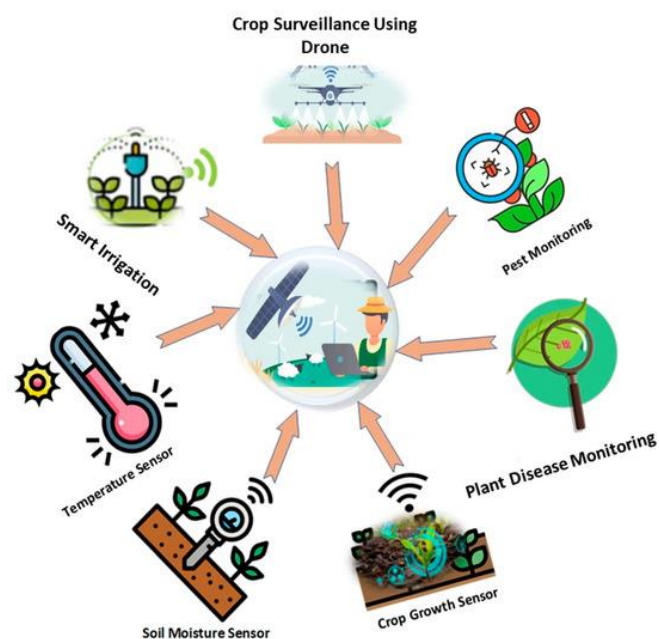 Crop Surveillance Using
Drone
Smart Irrigation
Pest Monitoring
Temperature Sensor
Plant Disease Monitoring
Soil Moisture Sensor
Crop Growth Sensor